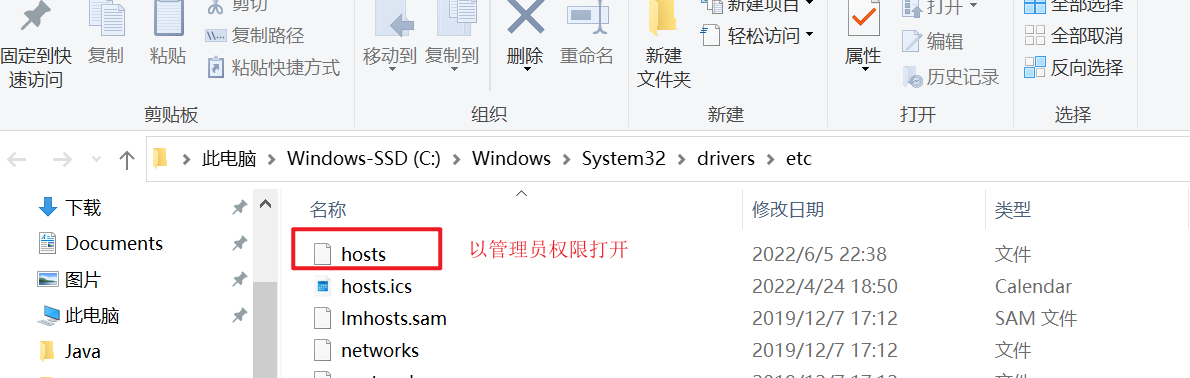 剪切
新建项目
打开
全部选择
复制路径
轻松访问
编辑
全部取消
固定到快
速访问
复制
粘贴
粘贴快捷方式
移动到
复制到
删除
重命名
新建
文件夹
属性
历史记录
反向选择
剪贴板
组织
新建
打开
选择
此电脑 Windows-SSD (C:) Windows System32 drivers etc
下载
名称 修改日期 类型
Documents
hosts 以管理员权限打开 2022/6/5 22:38 文件
图片
hosts.ics 2022/4/24 18:50 Calendar
此电脑
lmhosts.sam 2019/12/7 17:12 SAM 文件
Java
networks 2019/12/7 17:12 文件